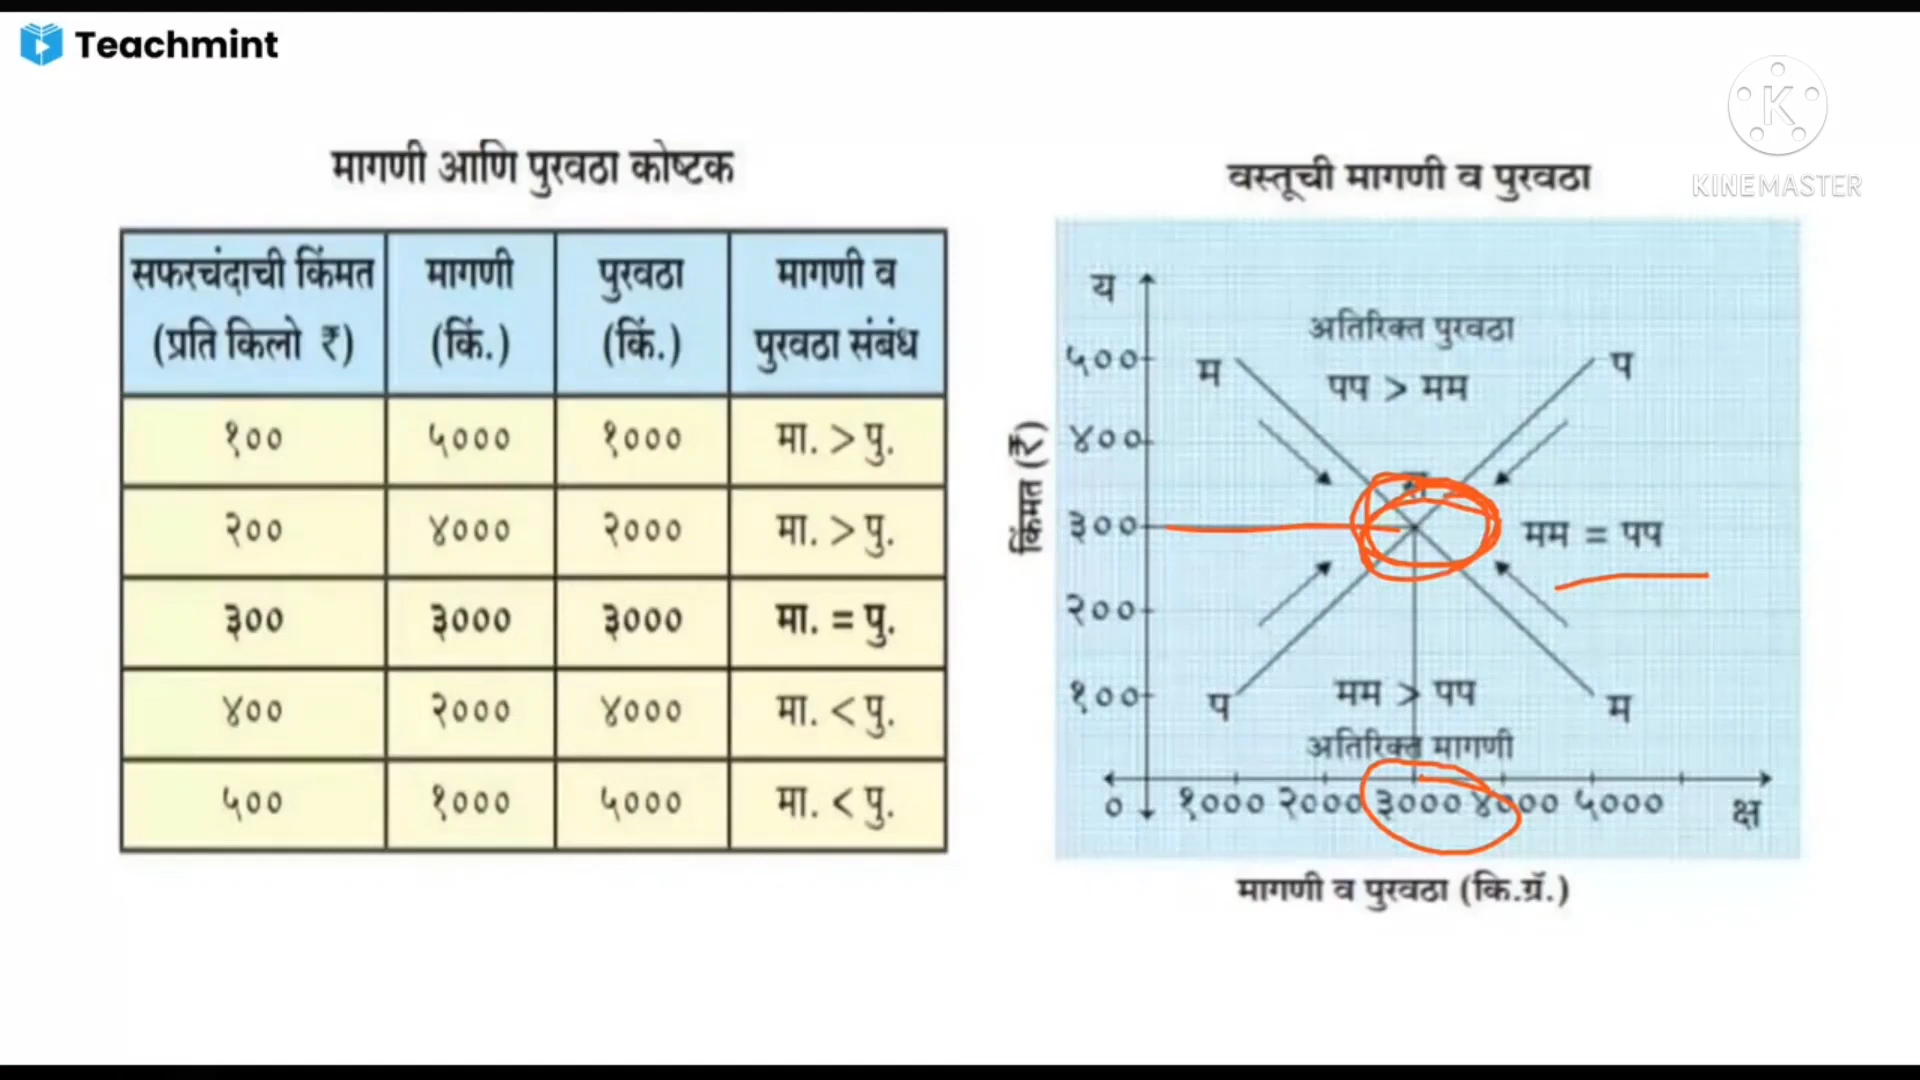 Teachmint
KINEMASTER
मागणी आणि पुरवठा कोष्टक
सफरचंदाची किंमत
(प्रति किलो ₹)
मागणी
(किं.)
पुरवठा
(किं.)
मागणी व
पुरवठा संबंध
१०० ५००० १००० मा. > पु.
२०० ४००० २००० मा. > पु.
३०० ३००० ३००० मा. = पु.
४०० २००० ४००० मा. < पु.
५०० १००० ५००० मा. < पु.
वस्तूची मागणी व पुरवठा
य
अतिरिक्त पुरवठा
५०० म प
पप > मम
४००
किंमत (₹)
३०० मम = पप
२००
१०० प मम > पप म
अतिरिक्त मागणी
० १००० २००० ३००० ४००० ५००० क्ष
मागणी व पुरवठा (कि.ग्रॅ.)